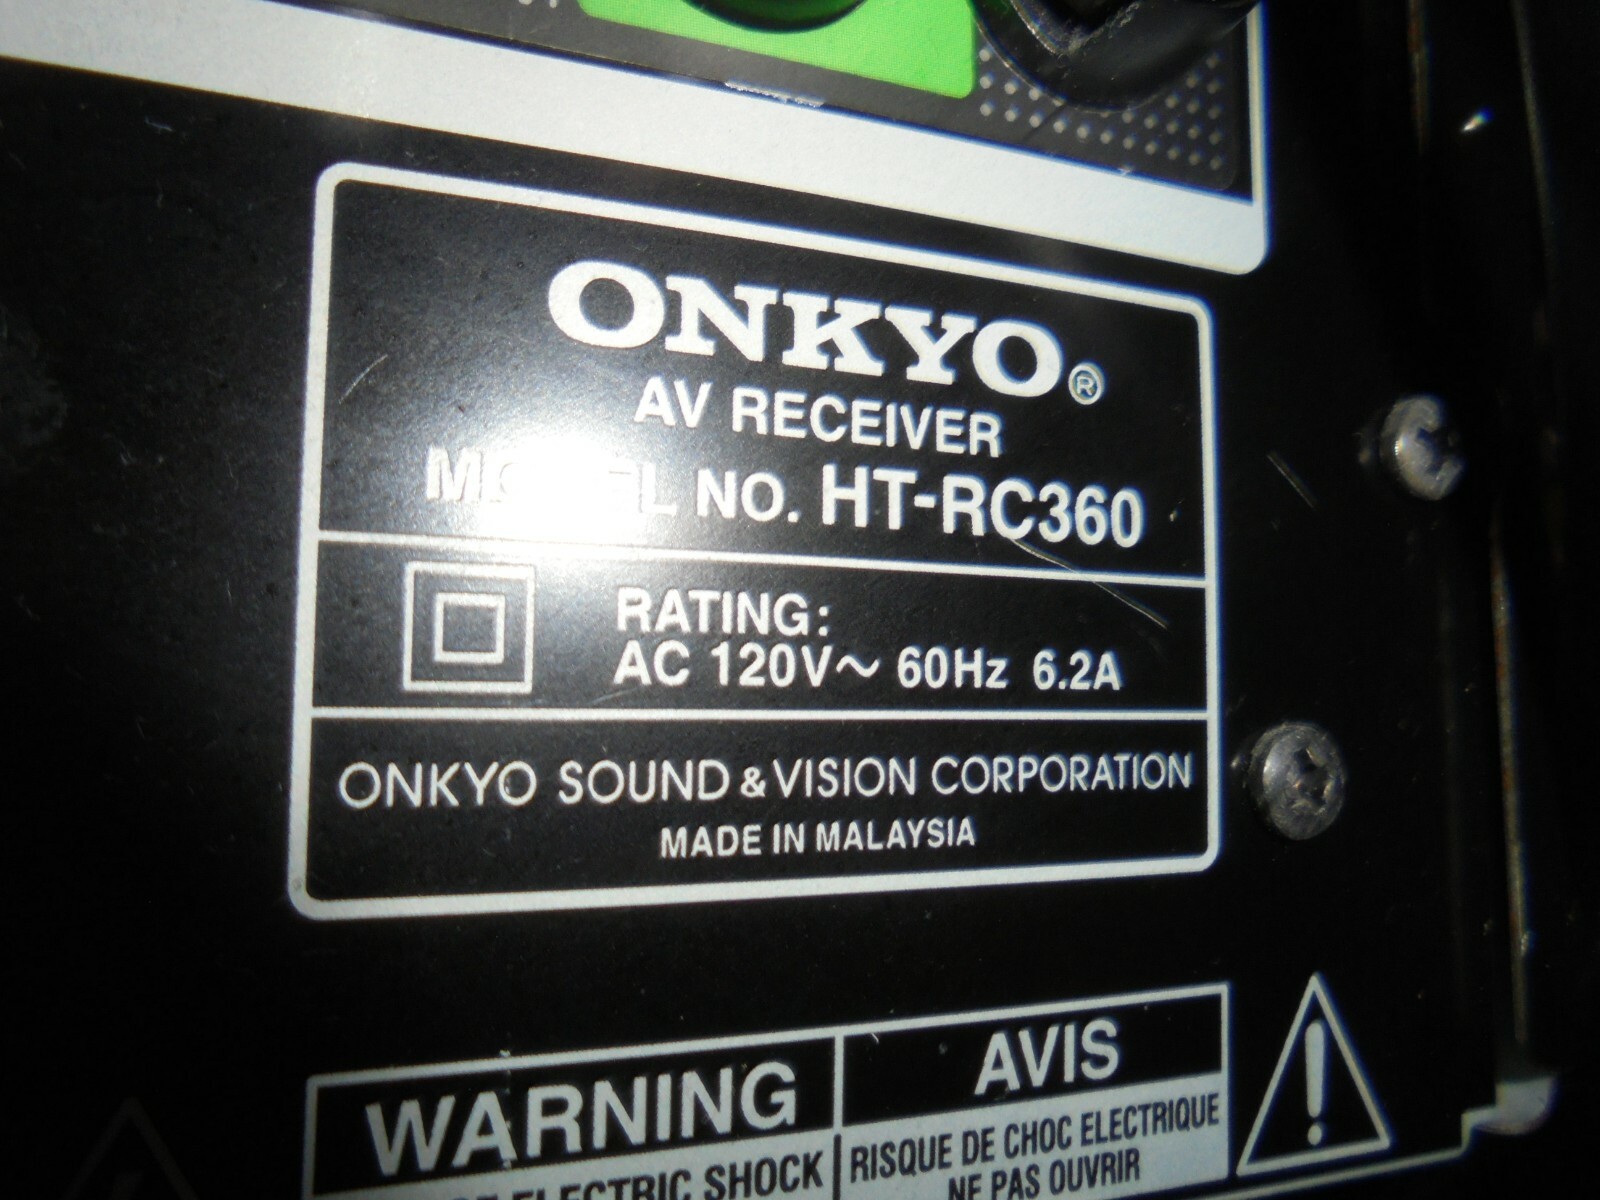 ONKYO®
AV RECEIVER
MODEL NO. HT-RC360
RATING:
AC 120V~ 60Hz 6.2A
ONKYO SOUND & VISION CORPORATION
MADE IN MALAYSIA
WARNING
ELECTRIC SHOCK
AVIS
RISQUE DE CHOC ELECTRIQUE
NE PAS OUVRIR